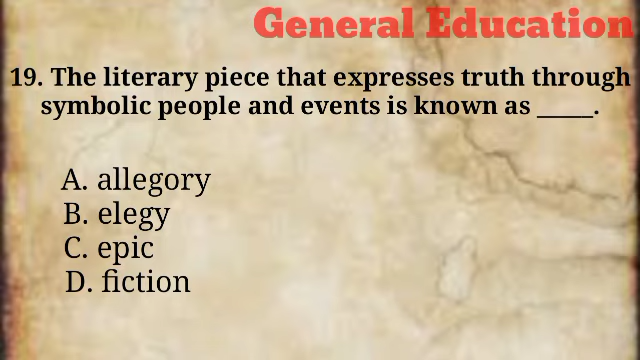 General Education
19. The literary piece that expresses truth through
symbolic people and events is known as _____.
A. allegory
B. elegy
C. epic
D. fiction